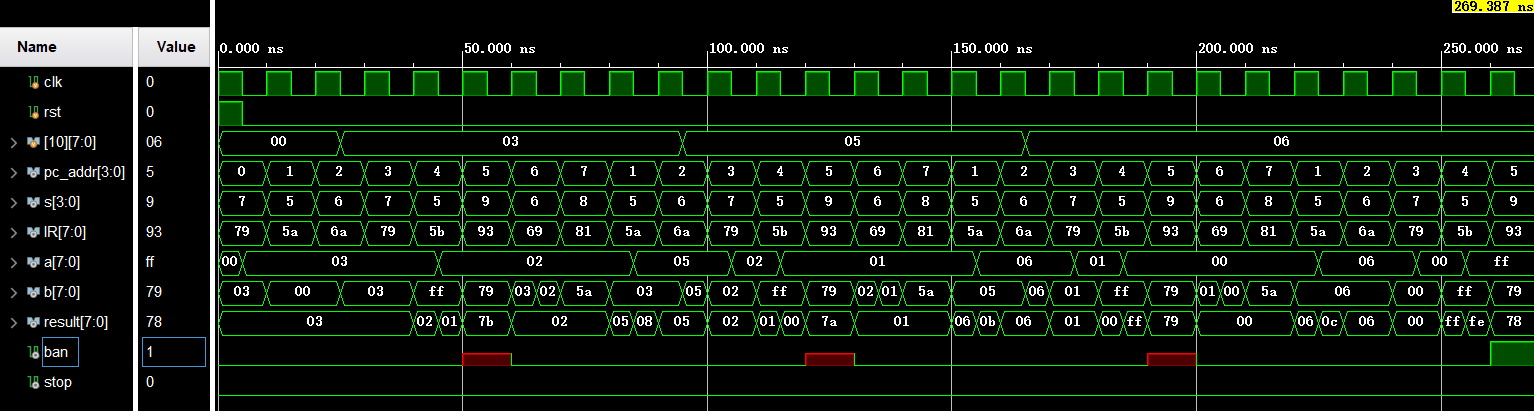 269.387 ns
Name Value 0.000 ns 50.000 ns 100.000 ns 150.000 ns 200.000 ns 250.000 ns
clk 0
rst 0
[10][7:0] 06 00 03 05 06
pc_addr[3:0] 5 0 1 2 3 4 5 6 7 1 2 3 4 5 6 7 1 2 3 4 5 6 7 1 2 3 4 5
s[3:0] 9 7 5 6 7 5 9 6 8 5 6 7 5 9 6 8 5 6 7 5 9 6 8 5 6 7 5 9
IR[7:0] 93 79 5a 6a 79 5b 93 69 81 5a 6a 79 5b 93 69 81 5a 6a 79 5b 93 69 81 5a 6a 79 5b 93
a[7:0] ff 00 03 02 05 02 01 06 01 00 06 00 ff
b[7:0] 79 03 00 03 ff 79 03 02 5a 03 05 02 ff 79 02 01 5a 05 06 01 ff 79 01 00 5a 06 00 ff 79
result[7:0] 78 03 02 01 7b 02 05 08 05 02 01 00 7a 01 06 0b 06 01 00 ff 79 00 06 0c 06 00 ff fe 78
ban 1
stop 0